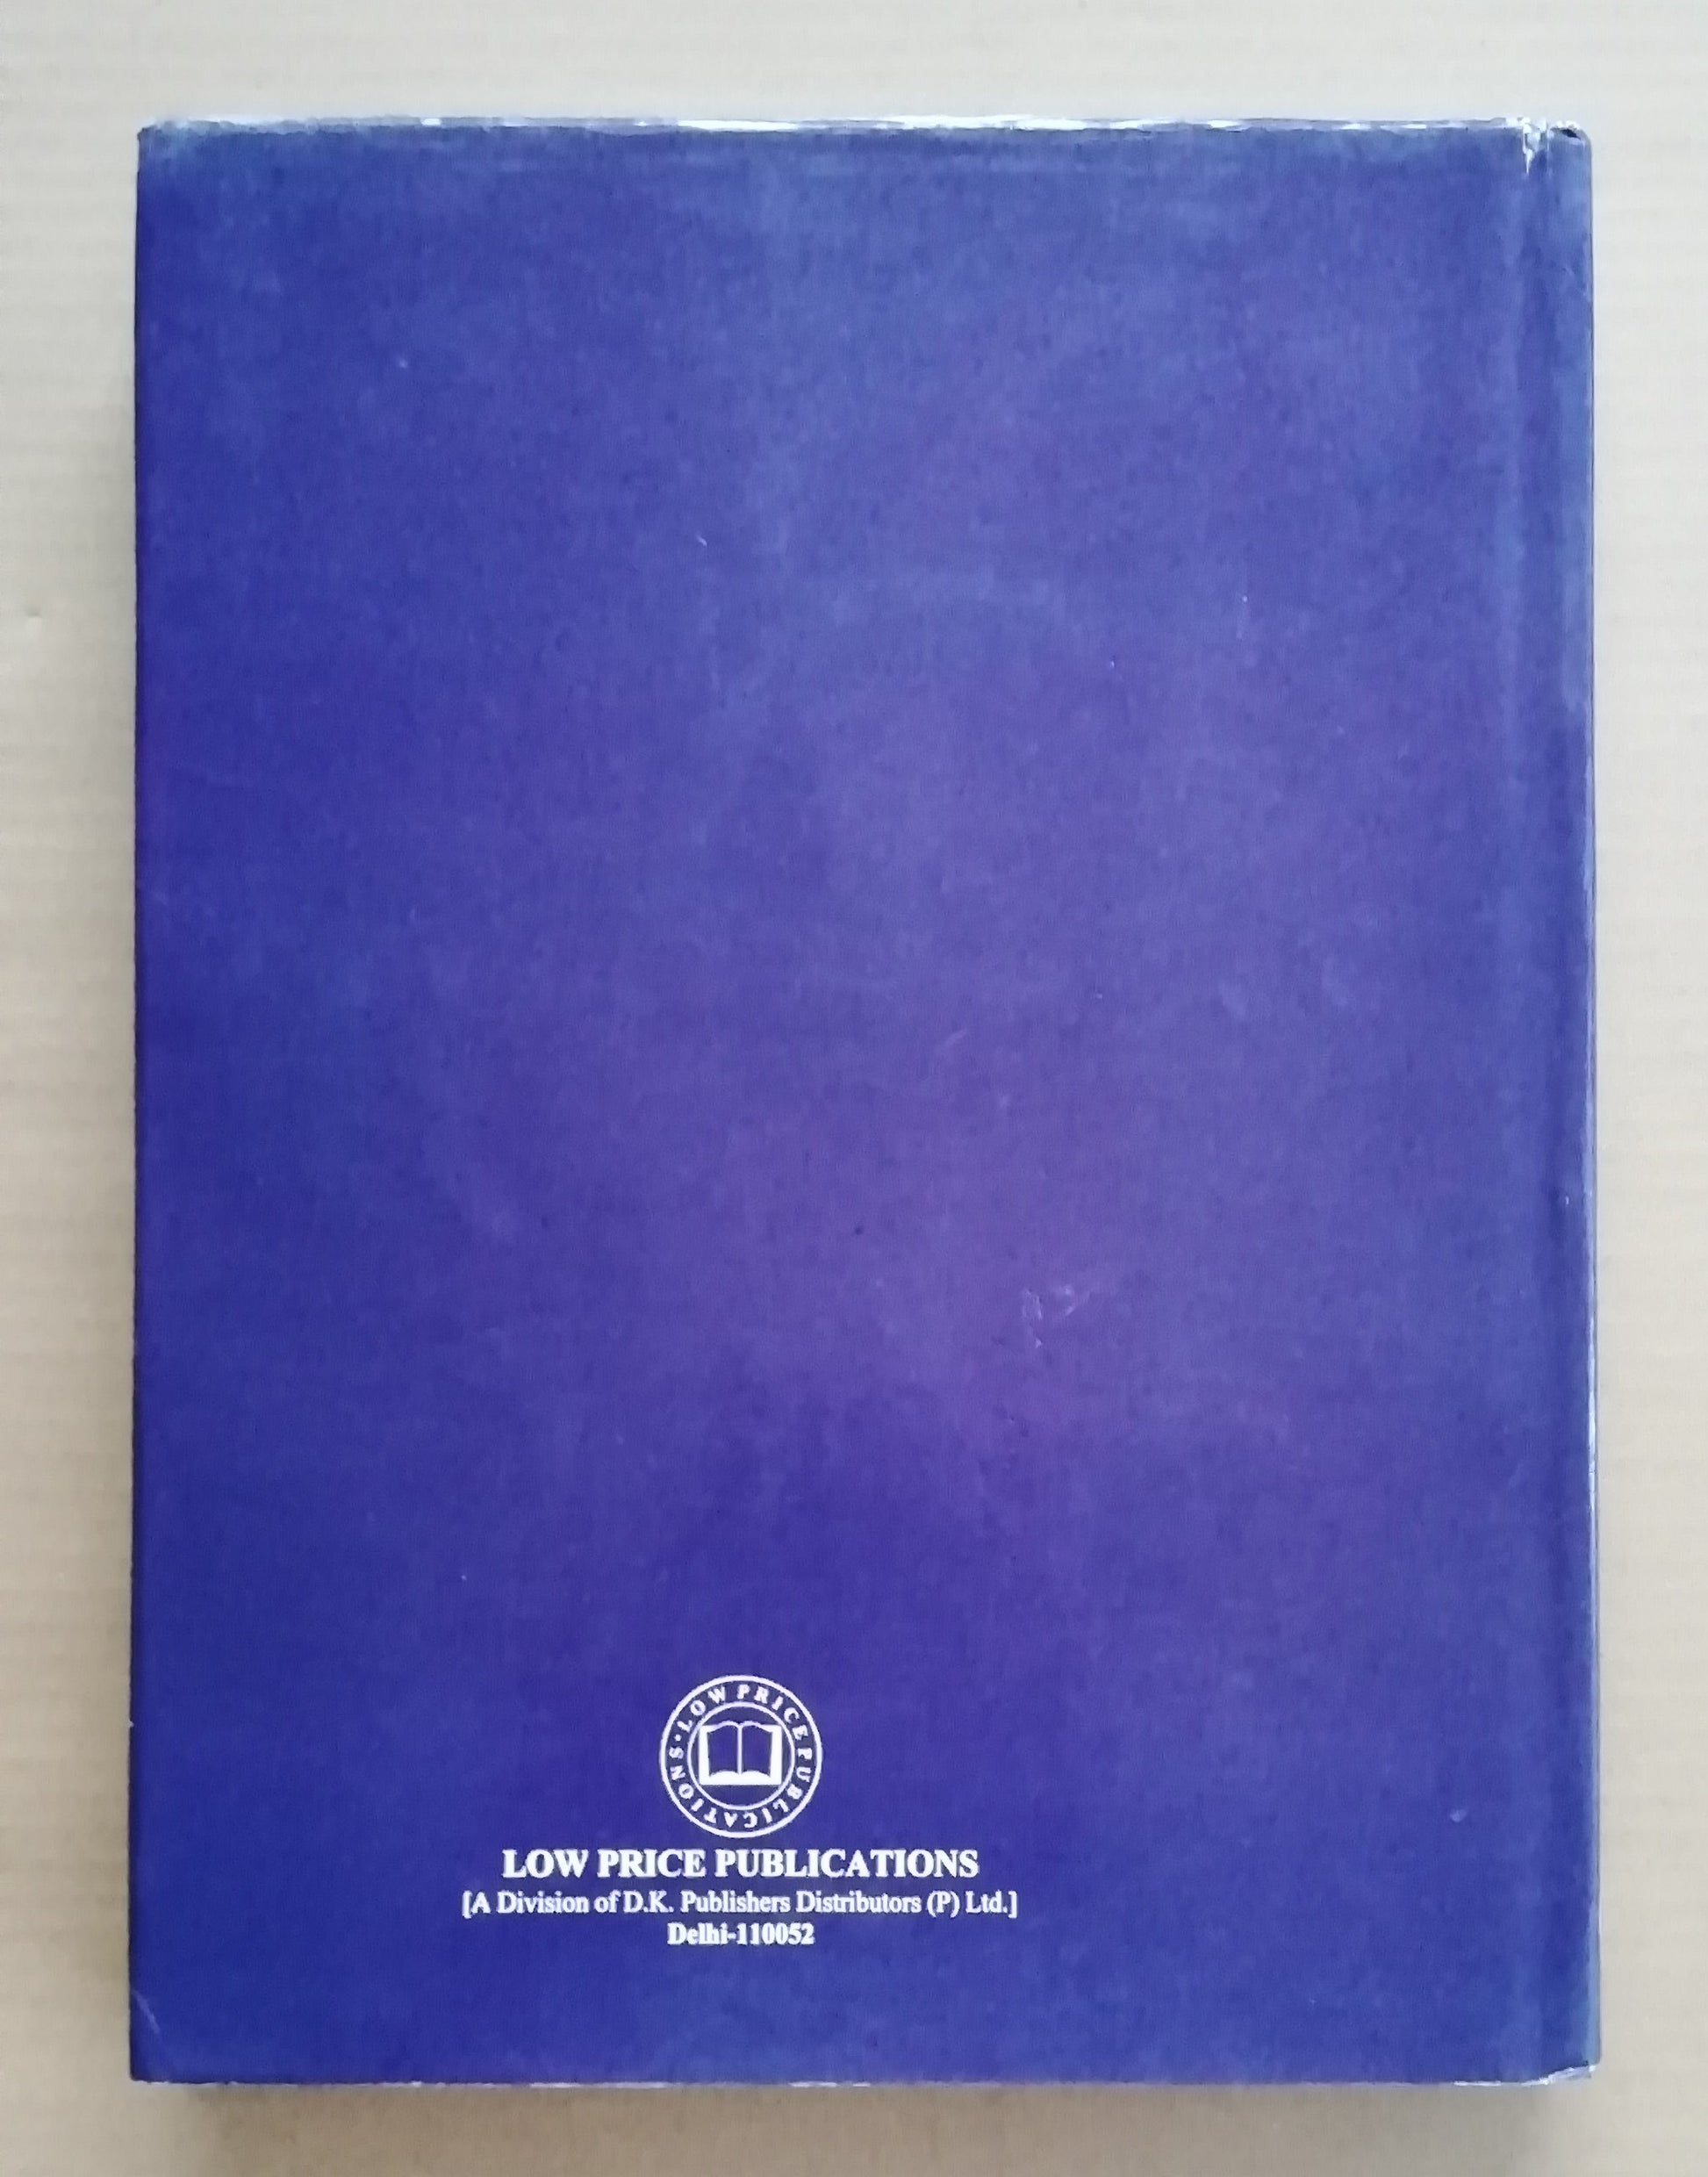 LOW PRICE PUBLICATIONS ·
LOW PRICE PUBLICATIONS
[A Division of D.K. Publishers Distributors (P) Ltd.]
Delhi-110052